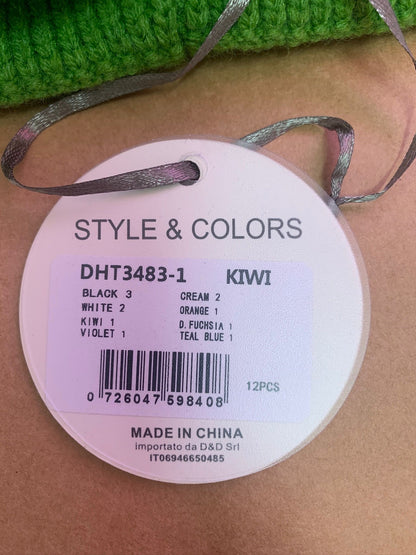 STYLE & COLORS
DHT3483-1 KIWI
BLACK 3 CREAM 2
WHITE 2 ORANGE 1
KIWI 1 D.FUCHSIA 1
VIOLET 1 TEAL BLUE 1
12PCS
0 726047 598408
MADE IN CHINA
importato da D&D Srl
IT06946650485